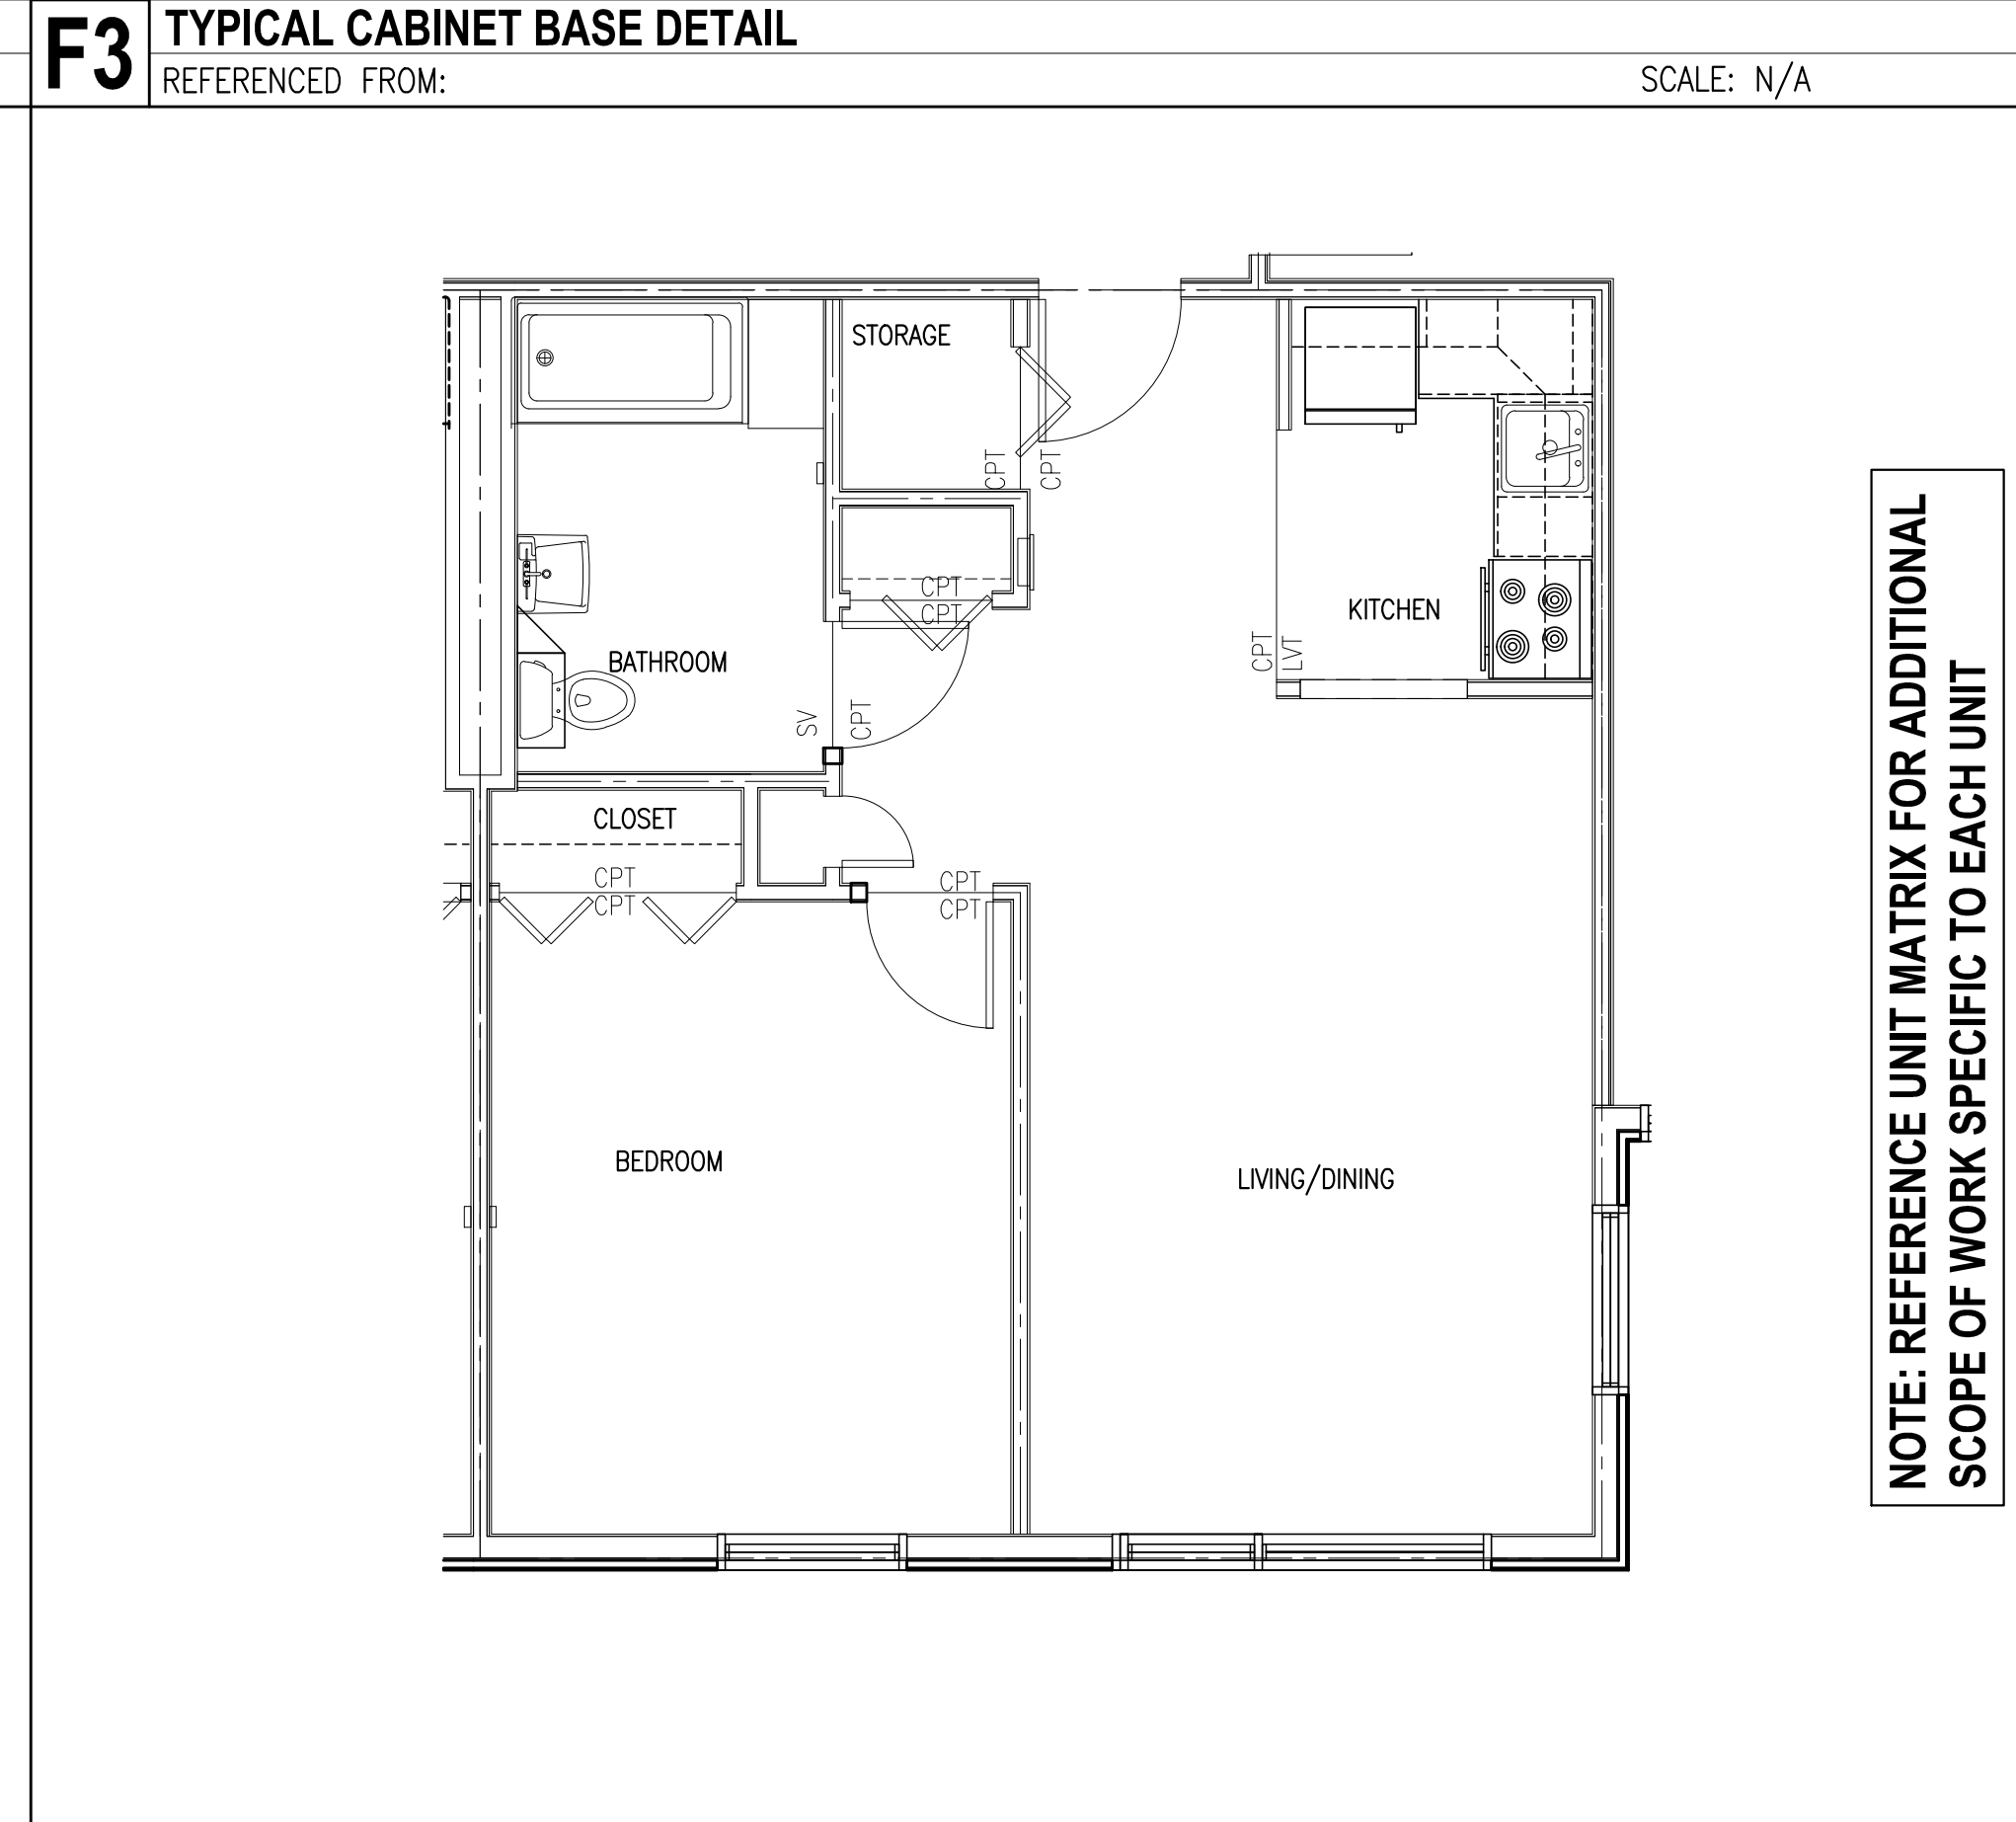 F3
TYPICAL CABINET BASE DETAIL
REFERENCED FROM:
SCALE: N/A
STORAGE
CPT
CPT
CPT
CPT
KITCHEN
CPT
LVT
BATHROOM
SV
CPT
CLOSET
CPT
CPT
CPT
CPT
BEDROOM
LIVING/DINING
NOTE: REFERENCE UNIT MATRIX FOR ADDITIONAL
SCOPE OF WORK SPECIFIC TO EACH UNIT